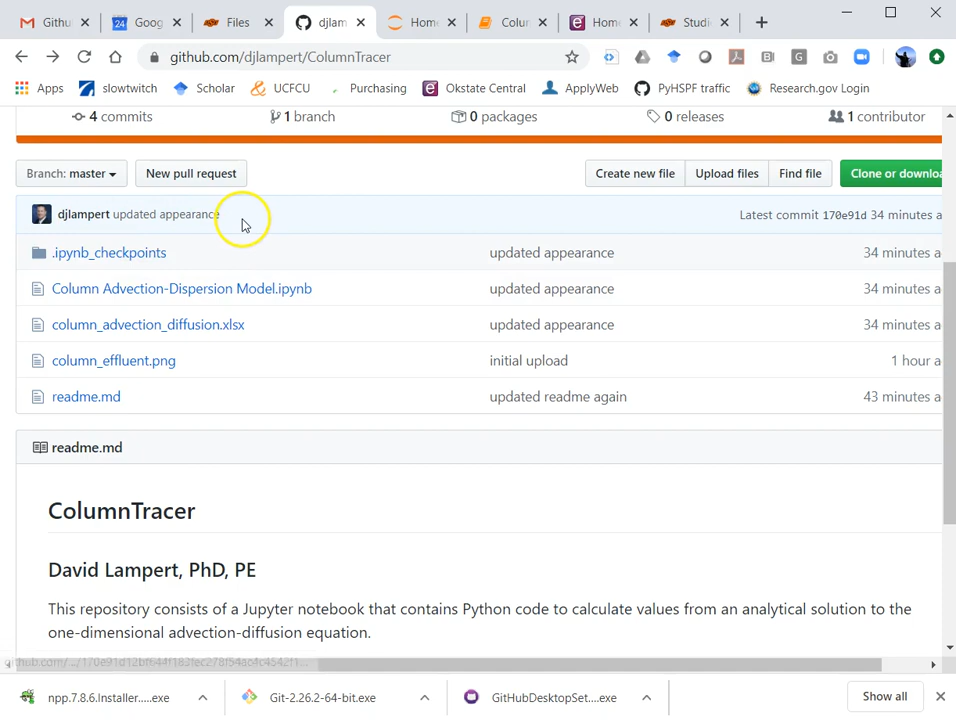 Githu
24 Goog
Files
djlam
Home
Colur
Home
Studi
github.com/djlampert/ColumnTracer
Apps slowtwitch Scholar UCFCU Purchasing Okstate Central ApplyWeb PyHSPF traffic Research.gov Login
4 commits 1 branch 0 packages 0 releases 1 contributor
Branch: master New pull request Create new file Upload files Find file Clone or downloa
djlampert updated appearance Latest commit 170e91d 34 minutes a
.ipynb_checkpoints updated appearance 34 minutes a
Column Advection-Dispersion Model.ipynb updated appearance 34 minutes a
column_advection_diffusion.xlsx updated appearance 34 minutes a
column_effluent.png initial upload 1 hour a
readme.md updated readme again 43 minutes a
readme.md
ColumnTracer
David Lampert, PhD, PE
This repository consists of a Jupyter notebook that contains Python code to calculate values from an analytical solution to the
one-dimensional advection-diffusion equation.
npp.7.8.6.Installer.....exe Git-2.26.2-64-bit.exe GitHubDesktopSet....exe Show all